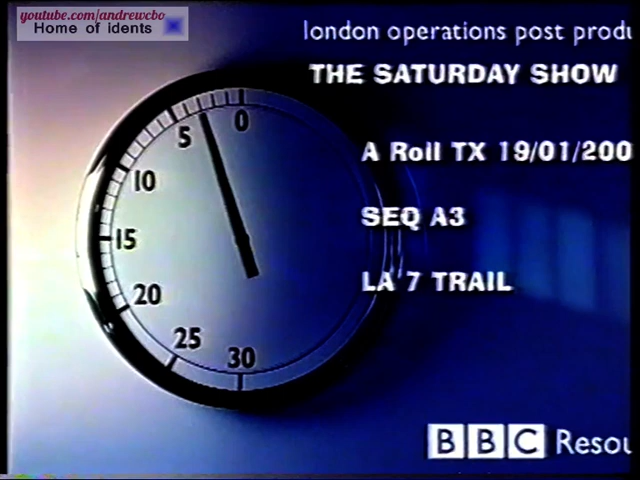 youtube.com/andrewcbo
Home of idents
london operations post produ
THE SATURDAY SHOW
A Roll TX 19/01/200
SEQ A3
LA 7 TRAIL
0
5
10
15
20
25
30
BBC Resou